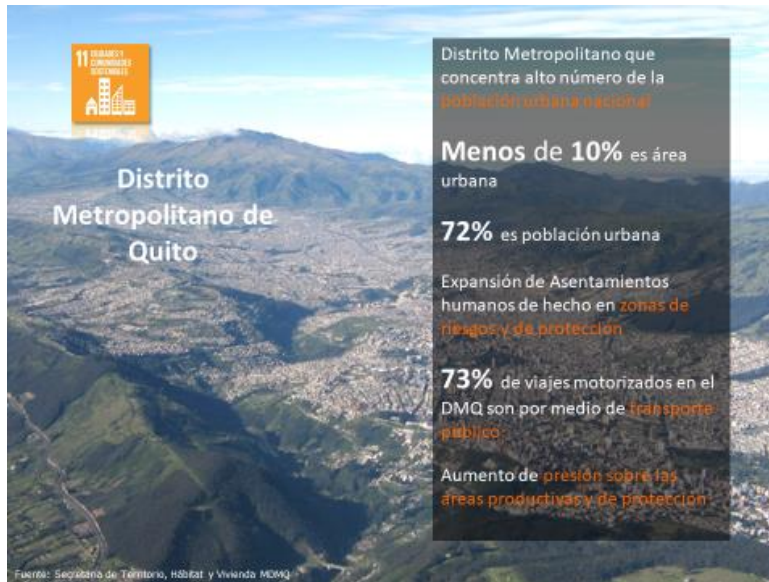 11 CIUDADES Y
COMUNIDADES
SOSTENIBLES
Distrito
Metropolitano de
Quito
Distrito Metropolitano que
concentra alto número de la
población urbana nacional
Menos de 10% es área
urbana
72% es población urbana
Expansión de Asentamientos
humanos de hecho en zonas de
riesgos y de protección
73% de viajes motorizados en el
DMQ son por medio de transporte
público
Aumento de presión sobre las
áreas productivas y de protección
Fuente: Secretaria de Territorio, Hábitat y Vivienda MDMQ